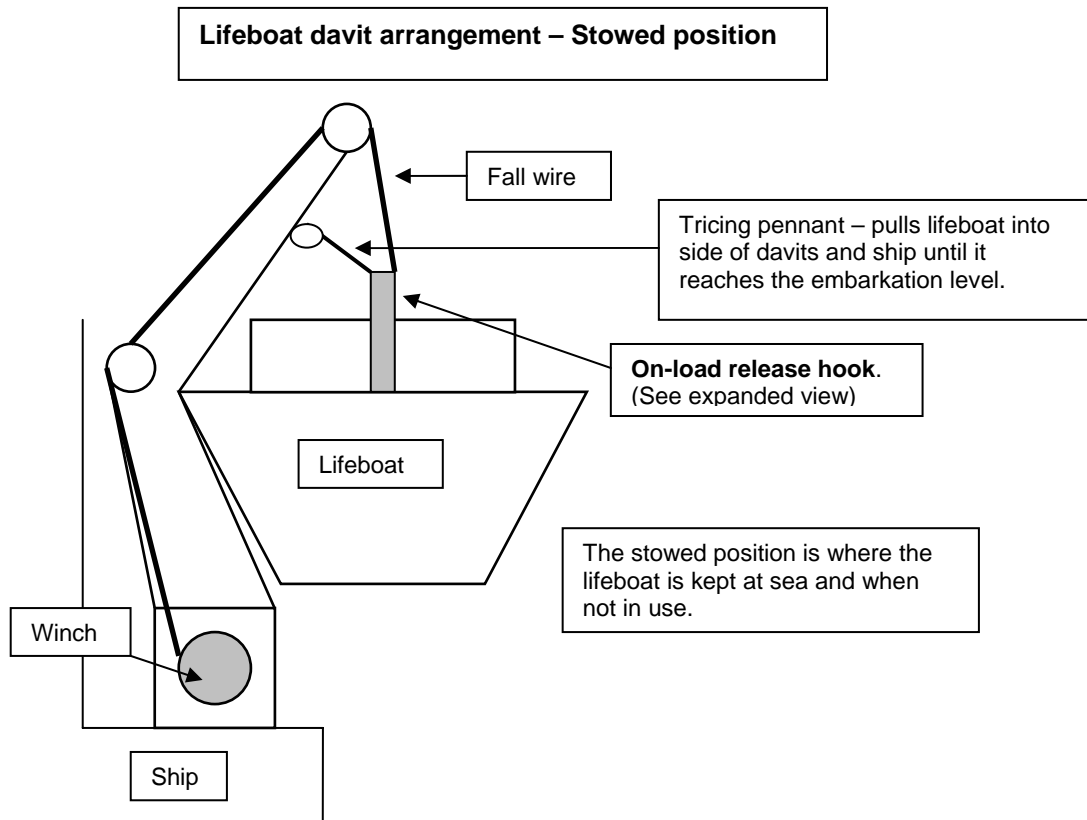 Lifeboat davit arrangement – Stowed position
Fall wire
Tricing pennant – pulls lifeboat into
side of davits and ship until it
reaches the embarkation level.
On-load release hook.
(See expanded view)
Lifeboat
The stowed position is where the
lifeboat is kept at sea and when
not in use.
Winch
Ship